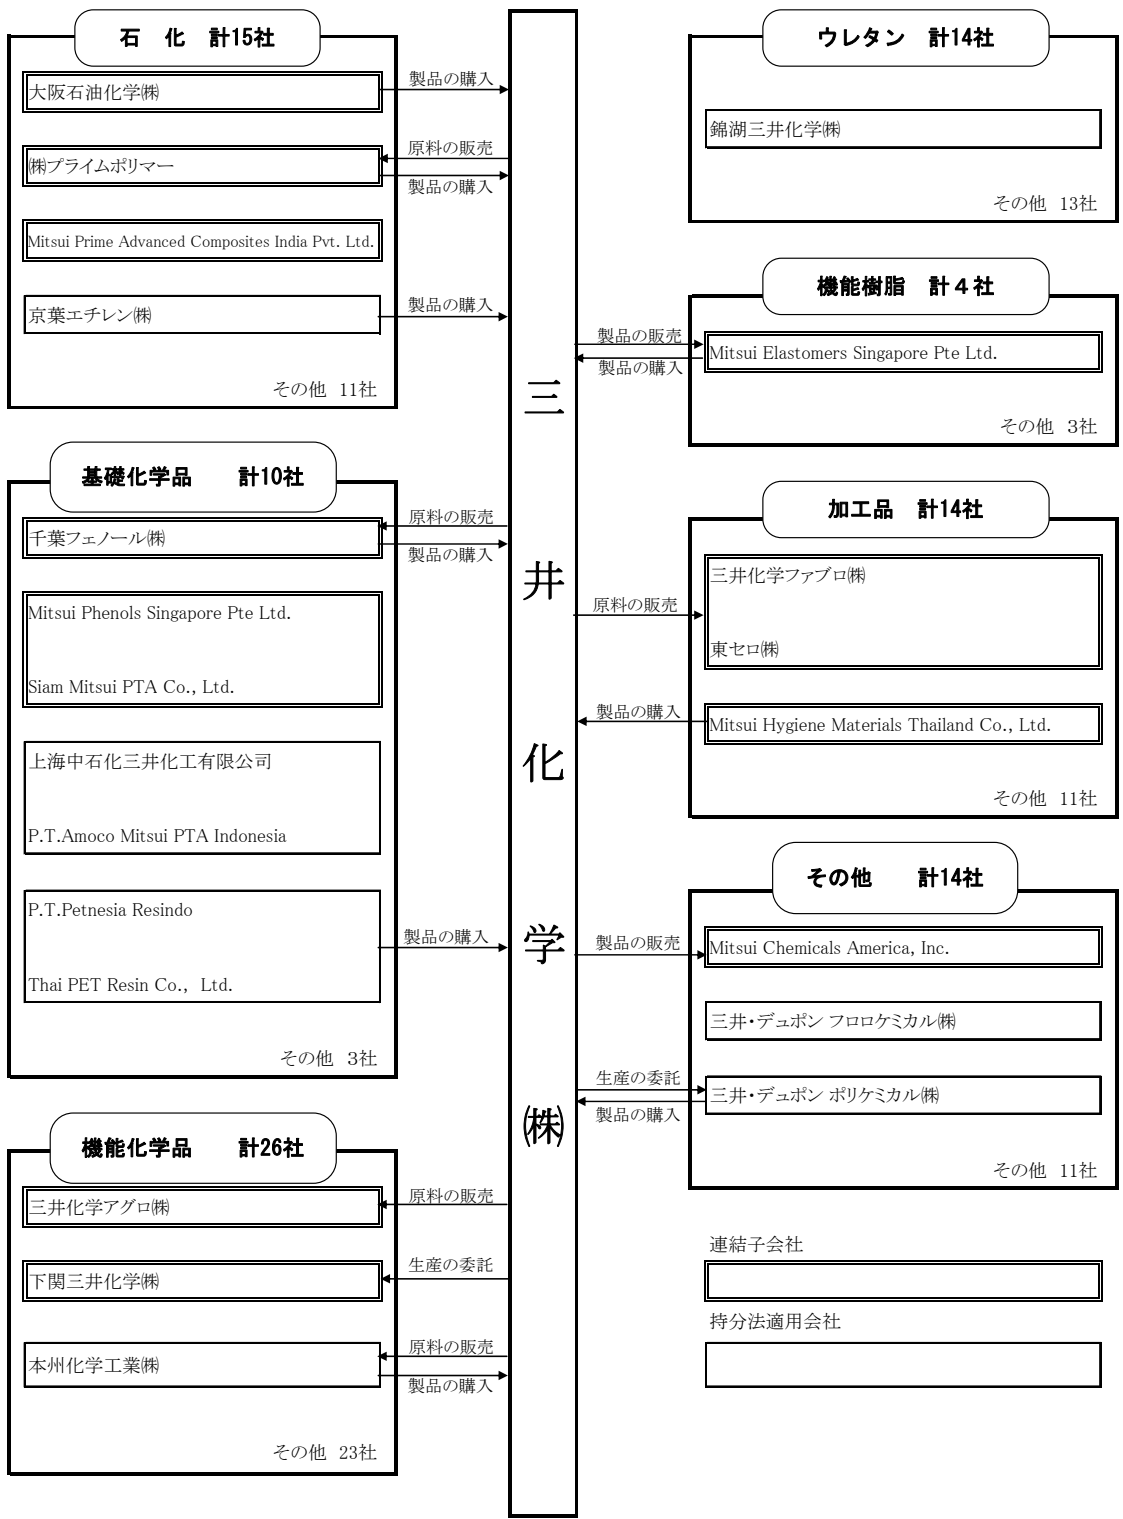 石　化　計15社
大阪石油化学㈱
製品の購入
㈱プライムポリマー
原料の販売
製品の購入
Mitsui Prime Advanced Composites India Pvt. Ltd.
京葉エチレン㈱
製品の購入
その他 11社
基礎化学品　計10社
千葉フェノール㈱
原料の販売
製品の購入
Mitsui Phenols Singapore Pte Ltd.
Siam Mitsui PTA Co., Ltd.
上海中石化三井化工有限公司
P.T.Amoco Mitsui PTA Indonesia
P.T.Petnesia Resindo
Thai PET Resin Co., Ltd.
製品の購入
その他 3社
機能化学品　計26社
三井化学アグロ㈱
原料の販売
下関三井化学㈱
生産の委託
本州化学工業㈱
原料の販売
製品の購入
その他 23社
三井化学㈱
ウレタン　計14社
錦湖三井化学㈱
その他 13社
機能樹脂　計４社
製品の販売
製品の購入
Mitsui Elastomers Singapore Pte Ltd.
その他 3社
加工品　計14社
三井化学ファブロ㈱
原料の販売
東セロ㈱
製品の購入
Mitsui Hygiene Materials Thailand Co., Ltd.
その他 11社
その他　計14社
製品の販売
Mitsui Chemicals America, Inc.
三井・デュポン フロロケミカル㈱
生産の委託
製品の購入
三井・デュポン ポリケミカル㈱
その他 11社
連結子会社
持分法適用会社